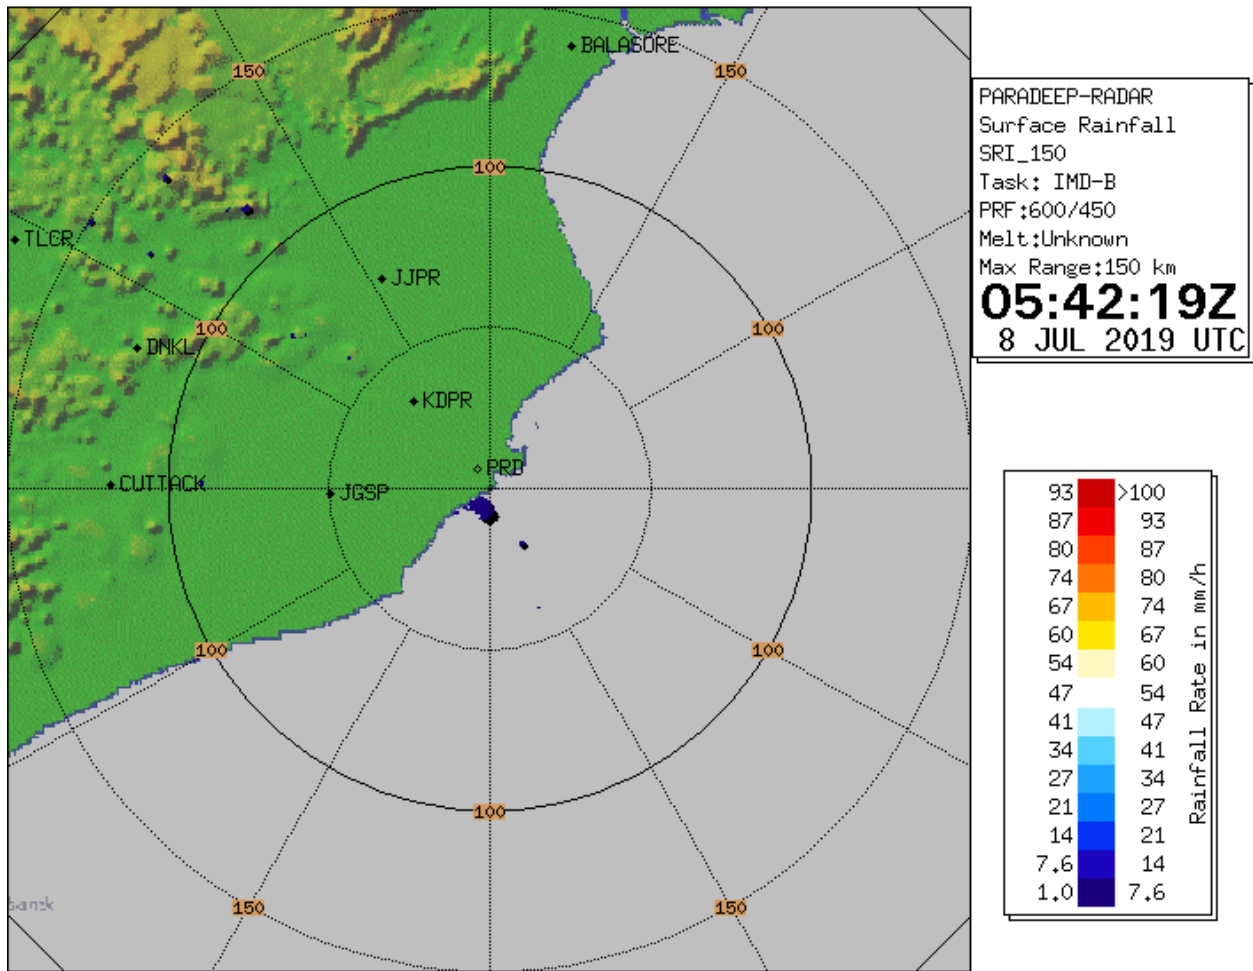 BALASORE
150
150
100
TLCR
JJPR
100
100
DNKL
KDPR
PRD
CUTTACK
JGSP
100
100
100
150
150
PARADEEP-RADAR
Surface Rainfall
SRI_150
Task: IMD-B
PRF:600/450
Melt:Unknown
Max Range:150 km
05:42:19Z
8 JUL 2019 UTC
93 >100
87 93
80 87
74 80
67 74
60 67
54 60
47 54
41 47
34 41
27 34
21 27
14 21
7.6 14
1.0 7.6
Rainfall Rate in mm/h